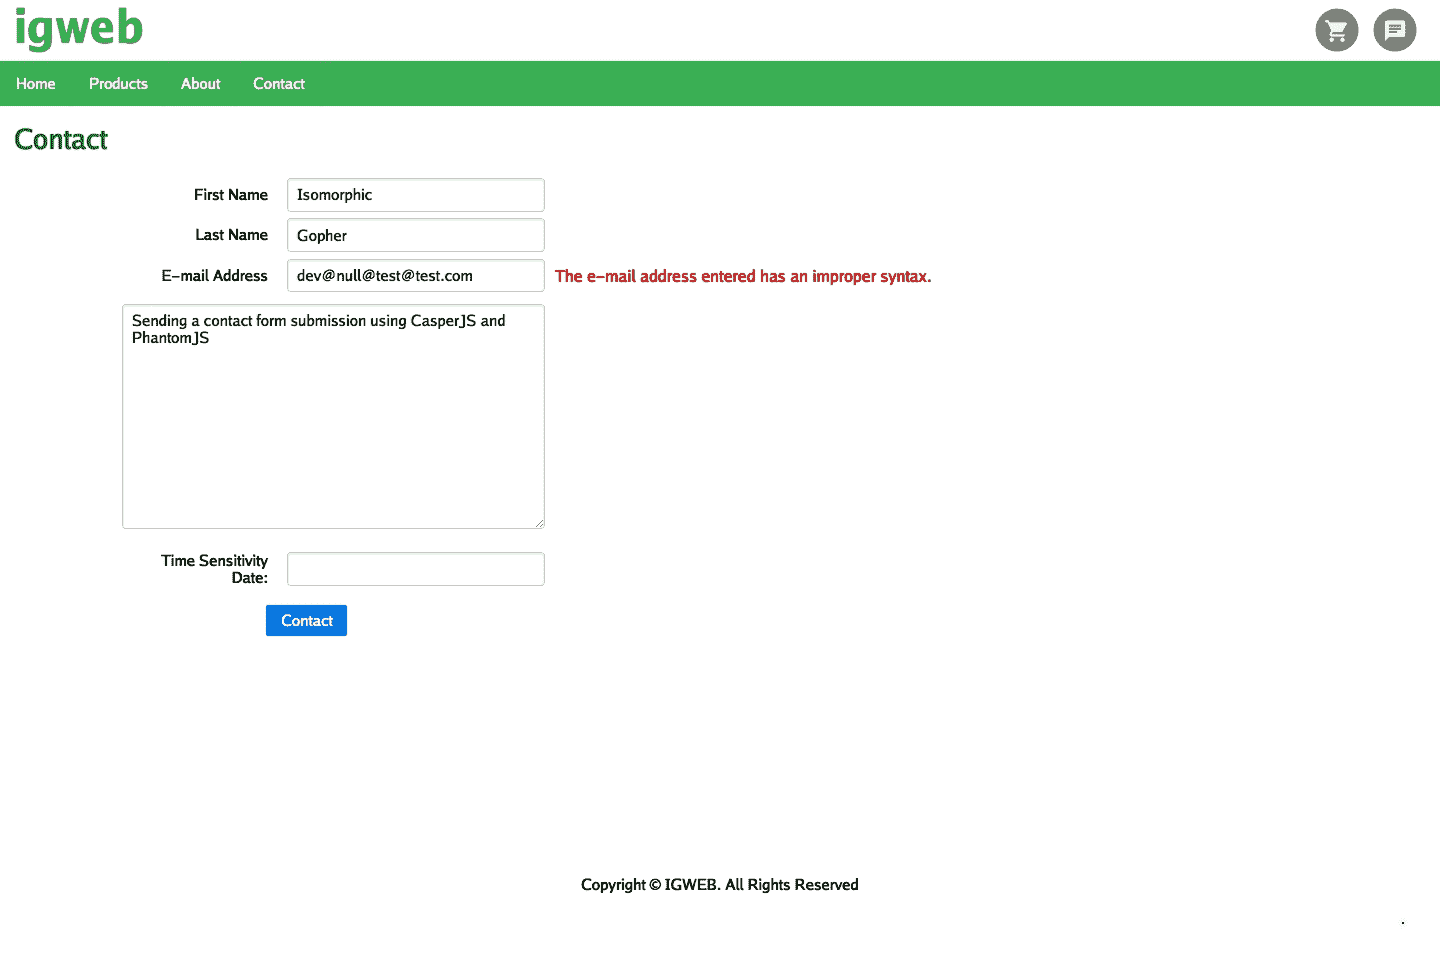 igweb
Home Products About Contact
Contact
First Name Isomorphic
Last Name Gopher
E-mail Address dev@null@test@test.com The e-mail address entered has an improper syntax.
Sending a contact form submission using CasperJS and
PhantomJS
Time Sensitivity
Date:
Contact
Copyright © IGWEB. All Rights Reserved